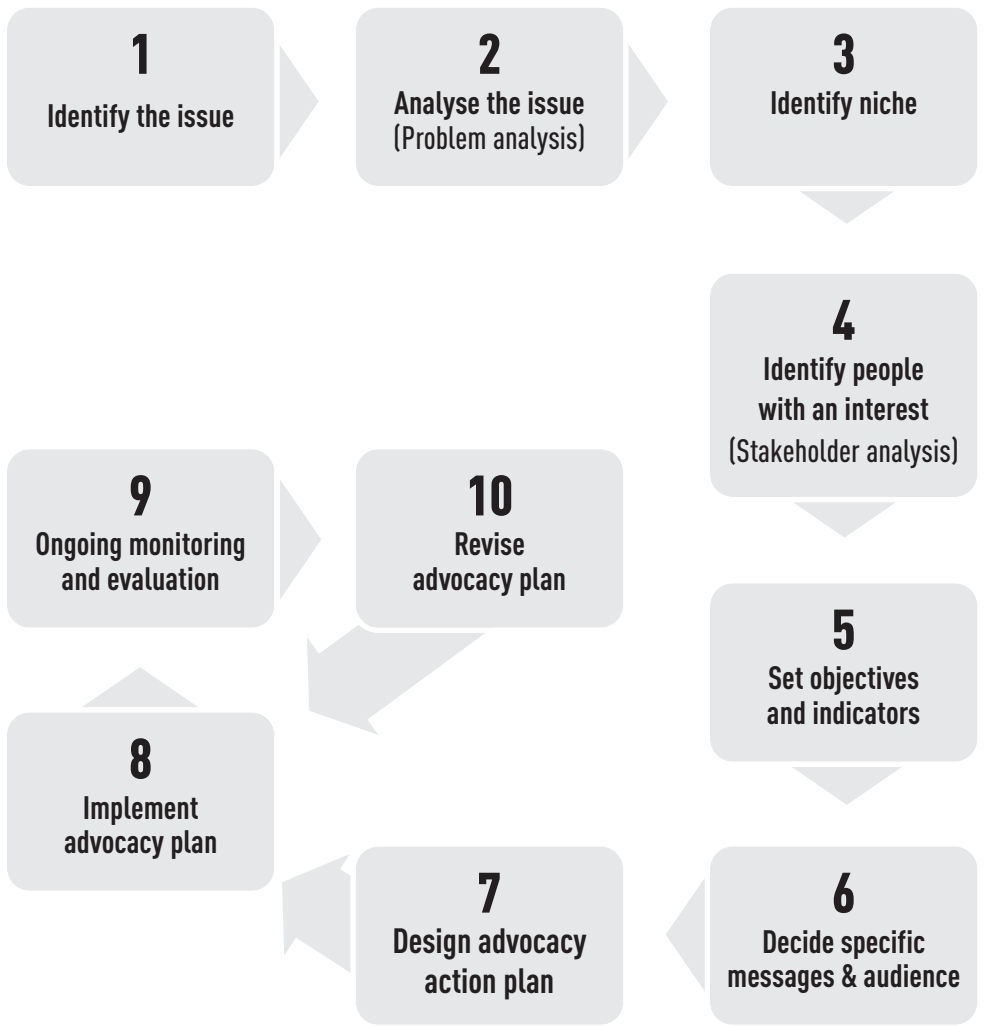 1
Identify the issue
2
Analyse the issue
(Problem analysis)
3
Identify niche
4
Identify people
with an interest
(Stakeholder analysis)
5
Set objectives
and indicators
6
Decide specific
messages & audience
7
Design advocacy
action plan
8
Implement
advocacy plan
9
Ongoing monitoring
and evaluation
10
Revise
advocacy plan